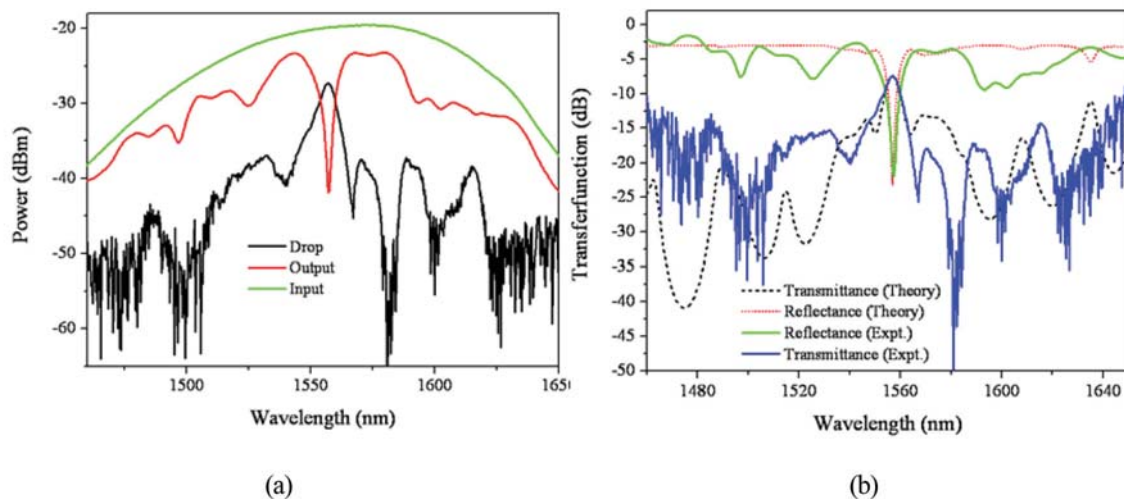 -20
-30
-40
-50
-60
Power (dBm)
Drop
Output
Input
1500
1550
1600
Wavelength (nm)
(a)
0
-5
-10
-15
-20
-25
-30
-35
-40
-45
-50
Transferfunction (dB)
Transmittance (Theory)
Reflectance (Theory)
Reflectance (Expt.)
Transmittance (Expt.)
1480
1520
1560
1600
1640
Wavelength (nm)
(b)